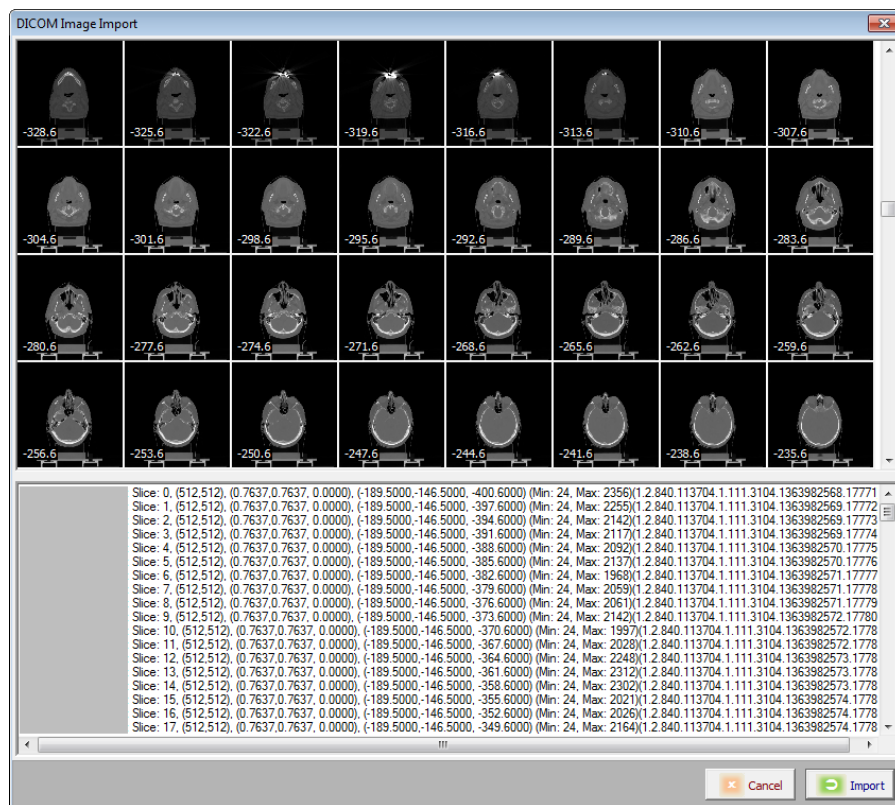 DICOM Image Import
-328.6 -325.6 -322.6 -319.6 -316.6 -313.6 -310.6 -307.6
-304.6 -301.6 -298.6 -295.6 -292.6 -289.6 -286.6 -283.6
-280.6 -277.6 -274.6 -271.6 -268.6 -265.6 -262.6 -259.6
-256.6 -253.6 -250.6 -247.6 -244.6 -241.6 -238.6 -235.6
Slice: 0, (512,512), (0.7637,0.7637, 0.0000), (-189.5000,-146.5000, -400.6000) (Min: 24, Max: 2356)(1.2.840.113704.1.111.3104.1363982568.17771
Slice: 1, (512,512), (0.7637,0.7637, 0.0000), (-189.5000,-146.5000, -397.6000) (Min: 24, Max: 2255)(1.2.840.113704.1.111.3104.1363982569.17772
Slice: 2, (512,512), (0.7637,0.7637, 0.0000), (-189.5000,-146.5000, -394.6000) (Min: 24, Max: 2142)(1.2.840.113704.1.111.3104.1363982569.17773
Slice: 3, (512,512), (0.7637,0.7637, 0.0000), (-189.5000,-146.5000, -391.6000) (Min: 24, Max: 2117)(1.2.840.113704.1.111.3104.1363982569.17774
Slice: 4, (512,512), (0.7637,0.7637, 0.0000), (-189.5000,-146.5000, -388.6000) (Min: 24, Max: 2092)(1.2.840.113704.1.111.3104.1363982570.17775
Slice: 5, (512,512), (0.7637,0.7637, 0.0000), (-189.5000,-146.5000, -385.6000) (Min: 24, Max: 2137)(1.2.840.113704.1.111.3104.1363982570.17776
Slice: 6, (512,512), (0.7637,0.7637, 0.0000), (-189.5000,-146.5000, -382.6000) (Min: 24, Max: 1968)(1.2.840.113704.1.111.3104.1363982571.17777
Slice: 7, (512,512), (0.7637,0.7637, 0.0000), (-189.5000,-146.5000, -379.6000) (Min: 24, Max: 2059)(1.2.840.113704.1.111.3104.1363982571.17778
Slice: 8, (512,512), (0.7637,0.7637, 0.0000), (-189.5000,-146.5000, -376.6000) (Min: 24, Max: 2061)(1.2.840.113704.1.111.3104.1363982571.17779
Slice: 9, (512,512), (0.7637,0.7637, 0.0000), (-189.5000,-146.5000, -373.6000) (Min: 24, Max: 2142)(1.2.840.113704.1.111.3104.1363982572.17780
Slice: 10, (512,512), (0.7637,0.7637, 0.0000), (-189.5000,-146.5000, -370.6000) (Min: 24, Max: 1997)(1.2.840.113704.1.111.3104.1363982572.1778
Slice: 11, (512,512), (0.7637,0.7637, 0.0000), (-189.5000,-146.5000, -367.6000) (Min: 24, Max: 2028)(1.2.840.113704.1.111.3104.1363982572.1778
Slice: 12, (512,512), (0.7637,0.7637, 0.0000), (-189.5000,-146.5000, -364.6000) (Min: 24, Max: 2248)(1.2.840.113704.1.111.3104.1363982573.1778
Slice: 13, (512,512), (0.7637,0.7637, 0.0000), (-189.5000,-146.5000, -361.6000) (Min: 24, Max: 2312)(1.2.840.113704.1.111.3104.1363982573.1778
Slice: 14, (512,512), (0.7637,0.7637, 0.0000), (-189.5000,-146.5000, -358.6000) (Min: 24, Max: 2302)(1.2.840.113704.1.111.3104.1363982573.1778
Slice: 15, (512,512), (0.7637,0.7637, 0.0000), (-189.5000,-146.5000, -355.6000) (Min: 24, Max: 2021)(1.2.840.113704.1.111.3104.1363982574.1778
Slice: 16, (512,512), (0.7637,0.7637, 0.0000), (-189.5000,-146.5000, -352.6000) (Min: 24, Max: 2026)(1.2.840.113704.1.111.3104.1363982574.1778
Slice: 17, (512,512), (0.7637,0.7637, 0.0000), (-189.5000,-146.5000, -349.6000) (Min: 24, Max: 2164)(1.2.840.113704.1.111.3104.1363982574.1778
Cancel Import